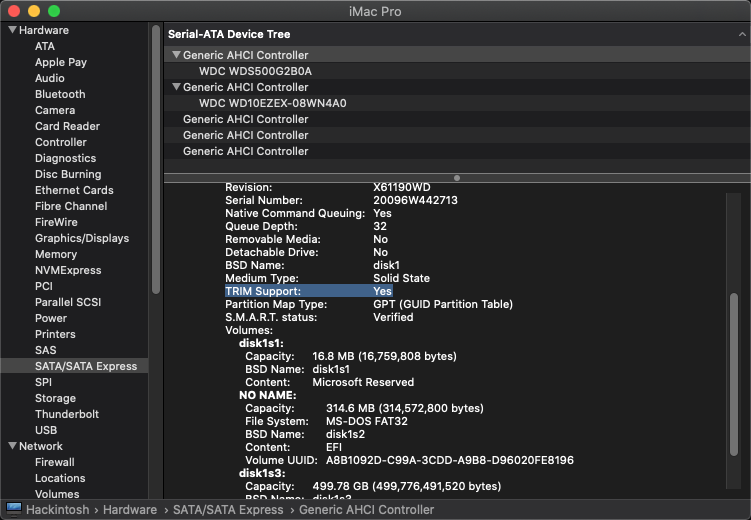 iMac Pro
Hardware
ATA
Apple Pay
Audio
Bluetooth
Camera
Card Reader
Controller
Diagnostics
Disc Burning
Ethernet Cards
Fibre Channel
FireWire
Graphics/Displays
Memory
NVMExpress
PCI
Parallel SCSI
Power
Printers
SAS
SATA/SATA Express
SPI
Storage
Thunderbolt
USB
Network
Firewall
Locations
Volumes
Serial-ATA Device Tree
Generic AHCI Controller
WDC WDS500G2B0A
Generic AHCI Controller
WDC WD10EZEX-08WN4A0
Generic AHCI Controller
Generic AHCI Controller
Generic AHCI Controller
Revision: X61190WD
Serial Number: 20096W442713
Native Command Queuing: Yes
Queue Depth: 32
Removable Media: No
Detachable Drive: No
BSD Name: disk1
Medium Type: Solid State
TRIM Support: Yes
Partition Map Type: GPT (GUID Partition Table)
S.M.A.R.T. status: Verified
Volumes:
disk1s1:
Capacity: 16.8 MB (16,759,808 bytes)
BSD Name: disk1s1
Content: Microsoft Reserved
NO NAME:
Capacity: 314.6 MB (314,572,800 bytes)
File System: MS-DOS FAT32
BSD Name: disk1s2
Content: EFI
Volume UUID: A8B1092D-C99A-3CDD-A9B8-D96020FE8196
disk1s3:
Capacity: 499.78 GB (499,776,491,520 bytes)
BSD Name: disk1s3
Hackintosh › Hardware › SATA/SATA Express › Generic AHCI Controller